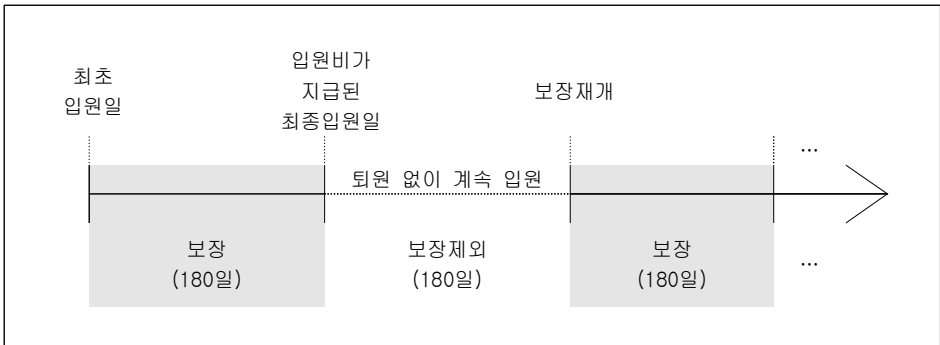 최초
입원일
입원비가
지급된
최종입원일
보장재개
...
퇴원 없이 계속 입원
보장
(180일)
보장제외
(180일)
보장
(180일)
...